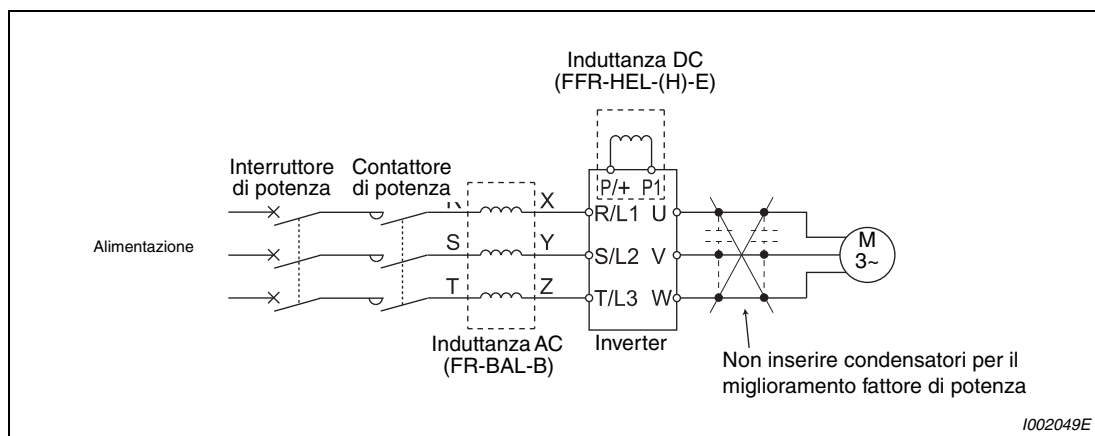 Induttanza DC
(FFR-HEL-(H)-E)
Interruttore
di potenza
Contattore
di potenza
P/+ P1
X
R/L1 U
Alimentazione
S
Y
S/L2 V
M
3~
T
Z
T/L3 W
Induttanza AC
(FR-BAL-B)
Inverter
Non inserire condensatori per il
miglioramento fattore di potenza
I002049E